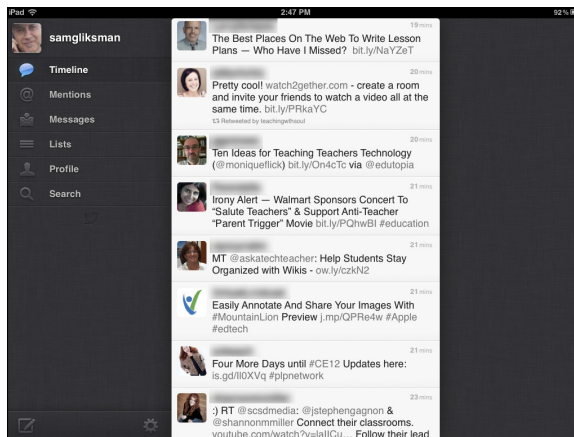 iPad
2:47 PM
92%
samgliksman
Timeline
Mentions
Messages
Lists
Profile
Search
19 mins
The Best Places On The Web To Write Lesson
Plans — Who Have I Missed? bit.ly/NaYZeT
20 mins
Pretty cool! watch2gether.com - create a room
and invite your friends to watch a video all at the
same time. bit.ly/PRkaYC
Retweeted by teachingwithsoul
20 mins
Ten Ideas for Teaching Teachers Technology
(@moniqueflick) bit.ly/On4cTc via @edutopia
21 mins
Irony Alert — Walmart Sponsors Concert To
“Salute Teachers” & Support Anti-Teacher
“Parent Trigger” Movie bit.ly/PQhwBI #education
21 mins
MT @askatechteacher: Help Students Stay
Organized with Wikis - ow.ly/czkN2
21 mins
Easily Annotate And Share Your Images With
#MountainLion Preview j.mp/QPRe4w #Apple
#edtech
21 mins
Four More Days until #CE12 Updates here:
is.gd/Il0XVq #plpnetwork
23 mins
:) RT @scsdmedia: @jstephengagnon &
@shannonmmiller Connect their classrooms.
Follow their lead